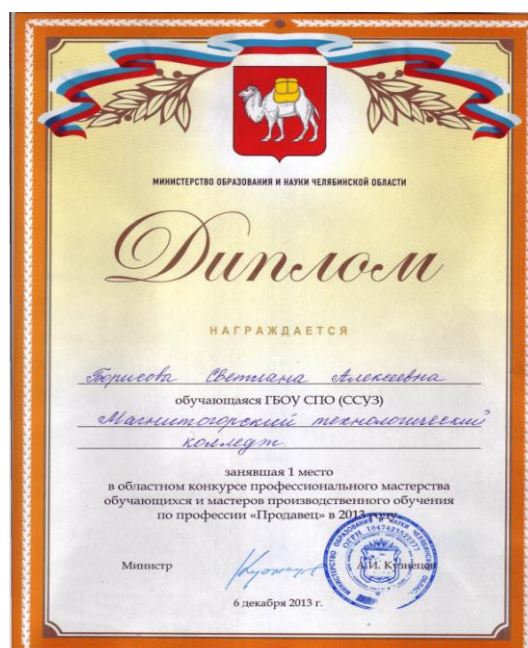 МИНИСТЕРСТВО ОБРАЗОВАНИЯ И НАУКИ ЧЕЛЯБИНСКОЙ ОБЛАСТИ
Диплом
НАГРАЖДАЕТСЯ
Борисова Светлана Алексеевна
обучающаяся ГБОУ СПО (ССУЗ)
Магнитогорский технологический
колледж
занявшая 1 место
в областном конкурсе профессионального мастерства
обучающихся и мастеров производственного обучения
по профессии «Продавец» в 2013 году
Министр
А.И. Кузнецов
6 декабря 2013 г.